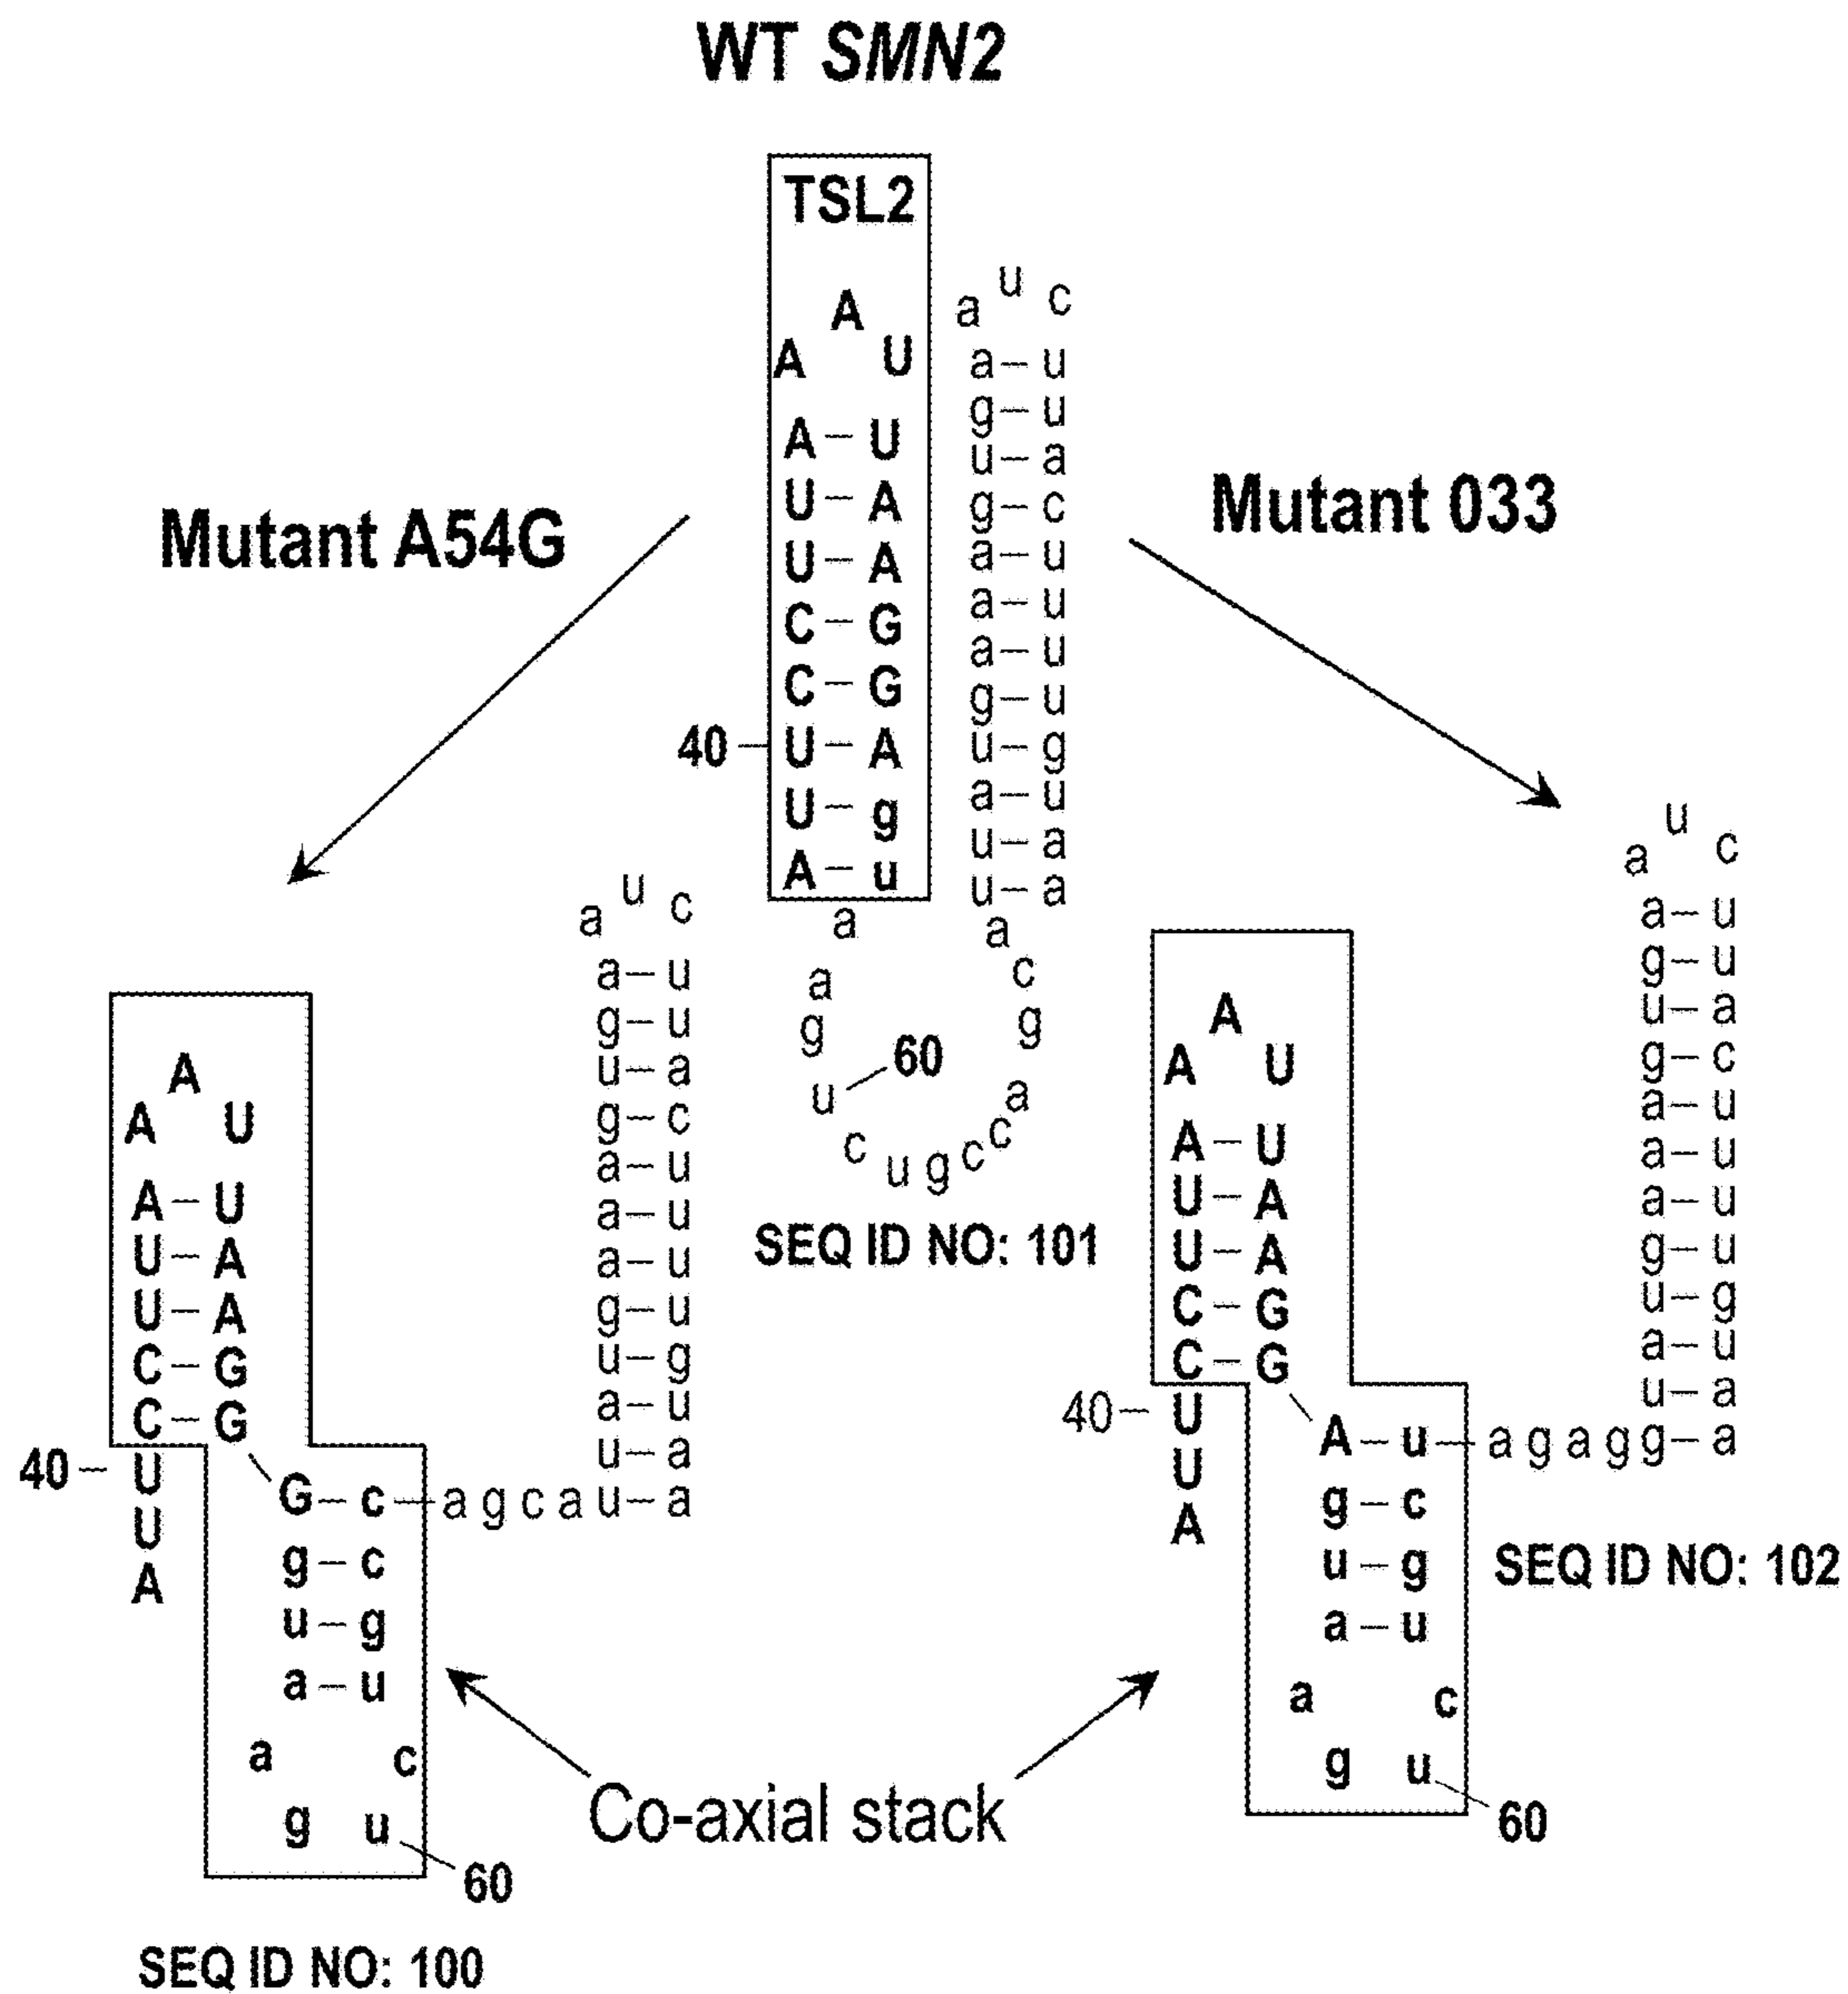 WT SMN2
TSL2
A
A U
A – U
U – A
U – A
C – G
C – G
40 – U – A
U – g
A – u
a
a
g
u – 60
c
u
g
c
c
a
g
c
a
a u c
a – u
g – u
u – a
g – c
a – u
a – u
a – u
g – u
u – g
a – u
u – a
u – a
SEQ ID NO: 101
Mutant A54G
A
A U
A – U
U – A
U – A
C – G
C – G
40 – U
U
A
G – c – a g c a u – a
g – c
u – g
a – u
a c
g u
60
a u c
a – u
g – u
u – a
g – c
a – u
a – u
a – u
g – u
u – g
a – u
u – a
SEQ ID NO: 100
Mutant 033
A
A U
A – U
U – A
U – A
C – G
C – G
40 – U
U
A
A – u – a g a g g – a
g – c
u – g
a – u
a c
g u
60
a u c
a – u
g – u
u – a
g – c
a – u
a – u
a – u
g – u
u – g
a – u
u – a
SEQ ID NO: 102
Co-axial stack